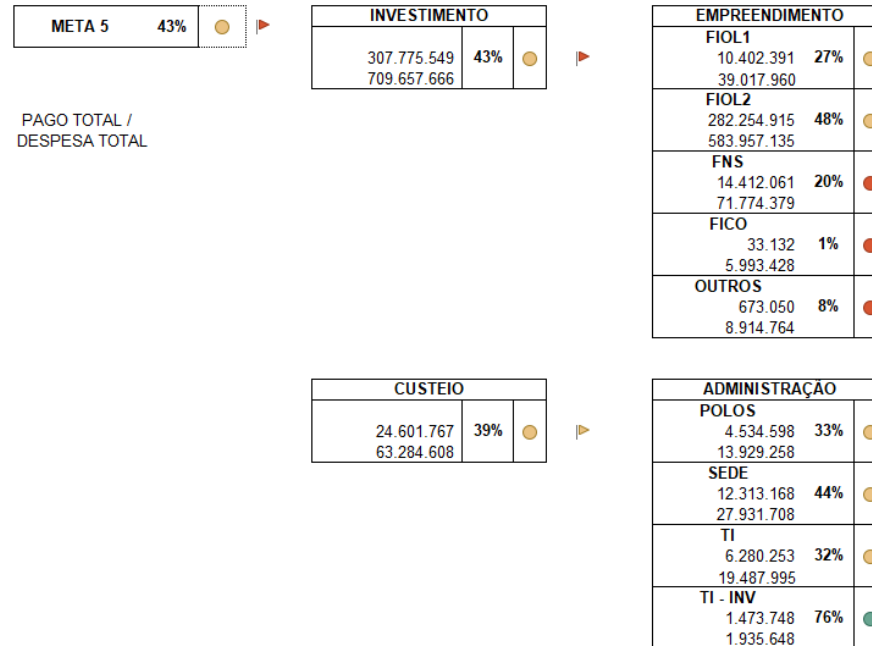 META 5 43%
PAGO TOTAL /
DESPESA TOTAL
INVESTIMENTO
307.775.549 43%
709.657.666
EMPREENDIMENTO
FIOL1
10.402.391 27%
39.017.960
FIOL2
282.254.915 48%
583.957.135
FNS
14.412.061 20%
71.774.379
FICO
33.132 1%
5.993.428
OUTROS
673.050 8%
8.914.764
CUSTEIO
24.601.767 39%
63.284.608
ADMINISTRAÇÃO
POLOS
4.534.598 33%
13.929.258
SEDE
12.313.168 44%
27.931.708
TI
6.280.253 32%
19.487.995
TI - INV
1.473.748 76%
1.935.648